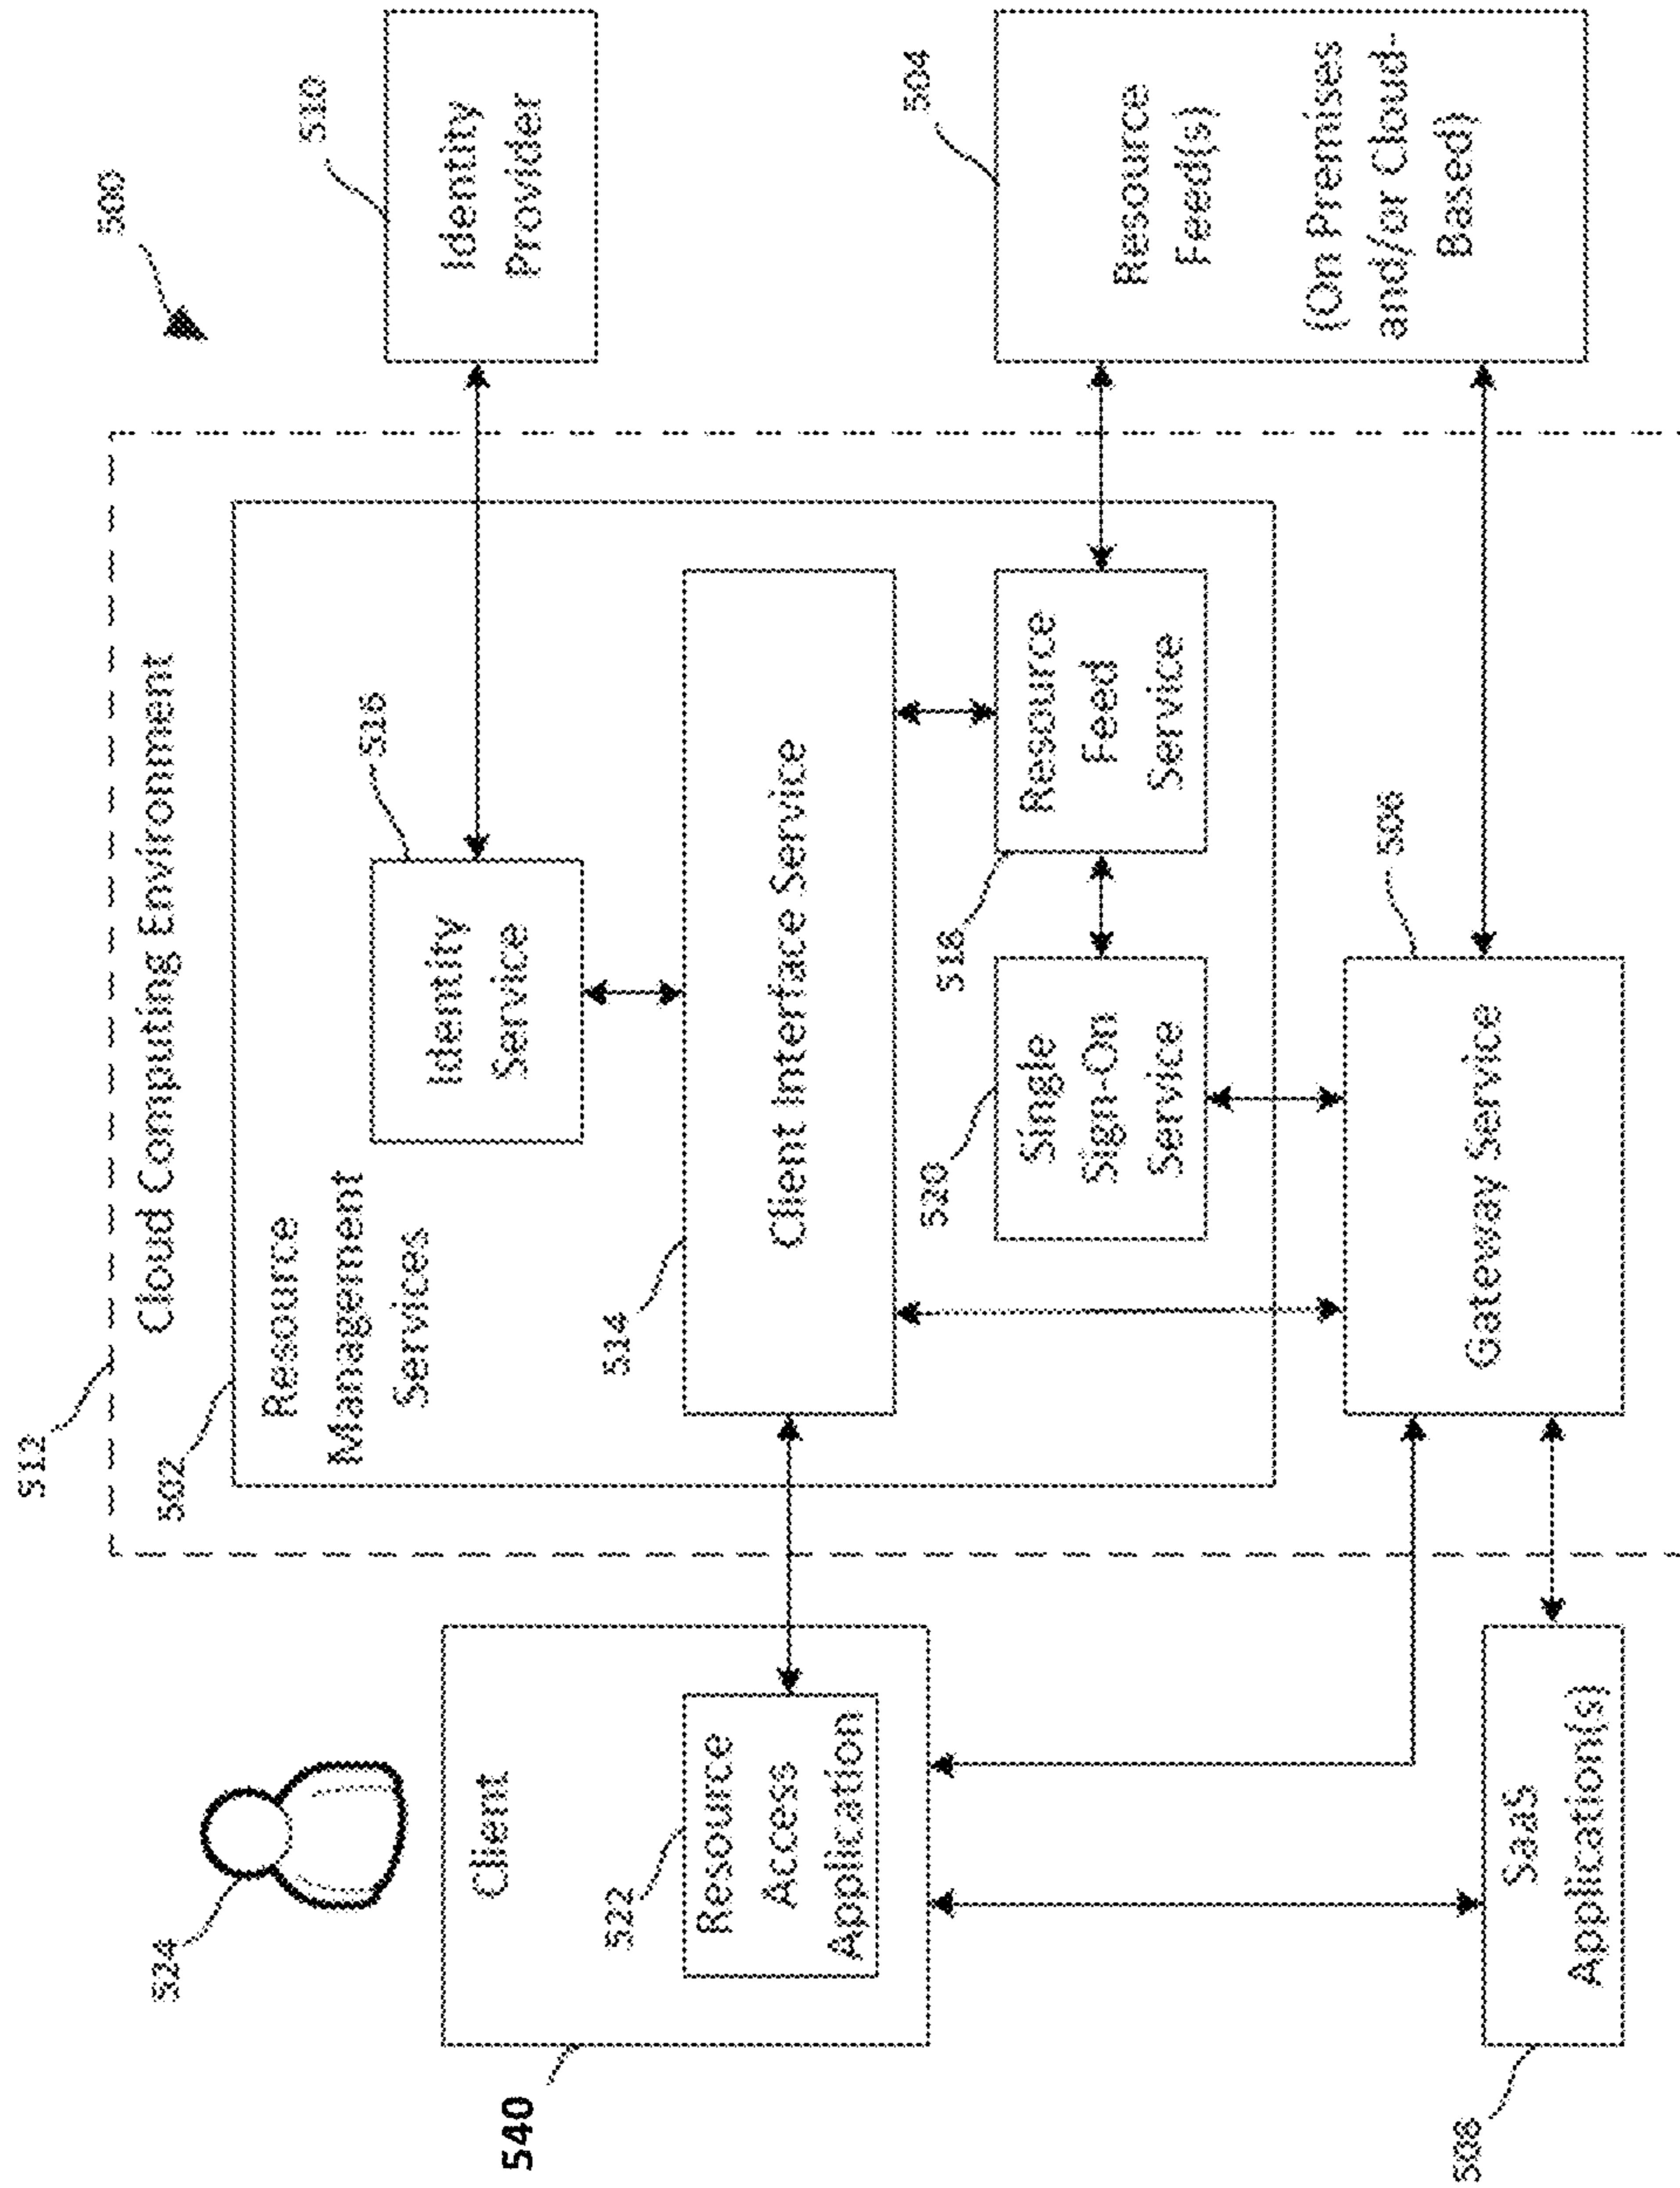 500
512
Cloud Computing Environment
502
Resource
Management
Services
524
Client
540
522
Resource
Access
Application
516
Identity
Service
510
Identity
Provider
514
Client Interface Service
520
Single
Sign-On
Service
518
Resource
Feed
Service
504
Resource
Feed(s)
(On Premises
and/or Cloud-
Based)
508
SaaS
Application(s)
506
Gateway Service